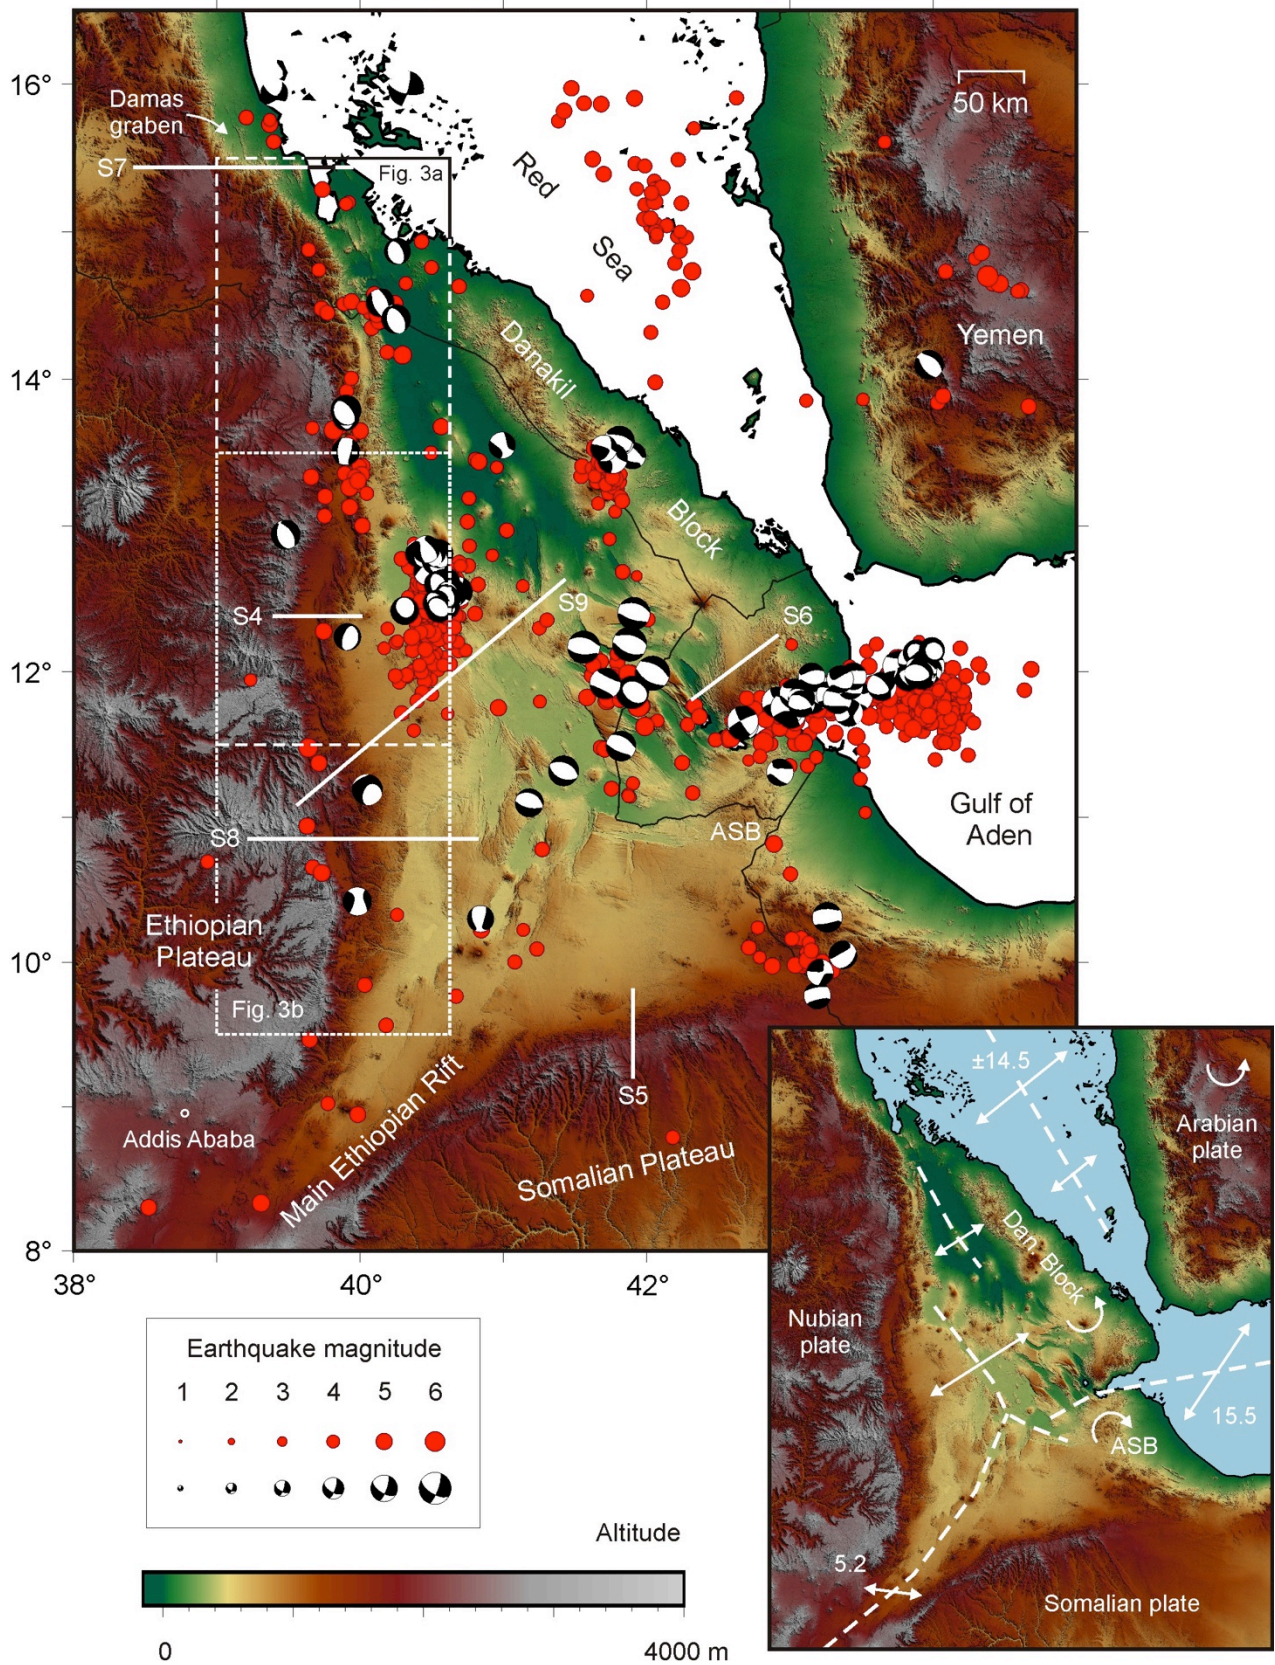 16°
14°
12°
10°
8°
38°
40°
42°
Damas
graben
S7
Fig. 3a
50 km
Red
Sea
Yemen
Danakil
Block
S4
S9
S6
S8
ASB
Gulf of
Aden
Ethiopian
Plateau
Fig. 3b
S5
Addis Ababa
Main Ethiopian Rift
Somalian Plateau
±14.5
Arabian
plate
Dan. Block
Nubian
plate
15.5
ASB
5.2
Somalian plate
Earthquake magnitude
1 2 3 4 5 6
Altitude
0 4000 m